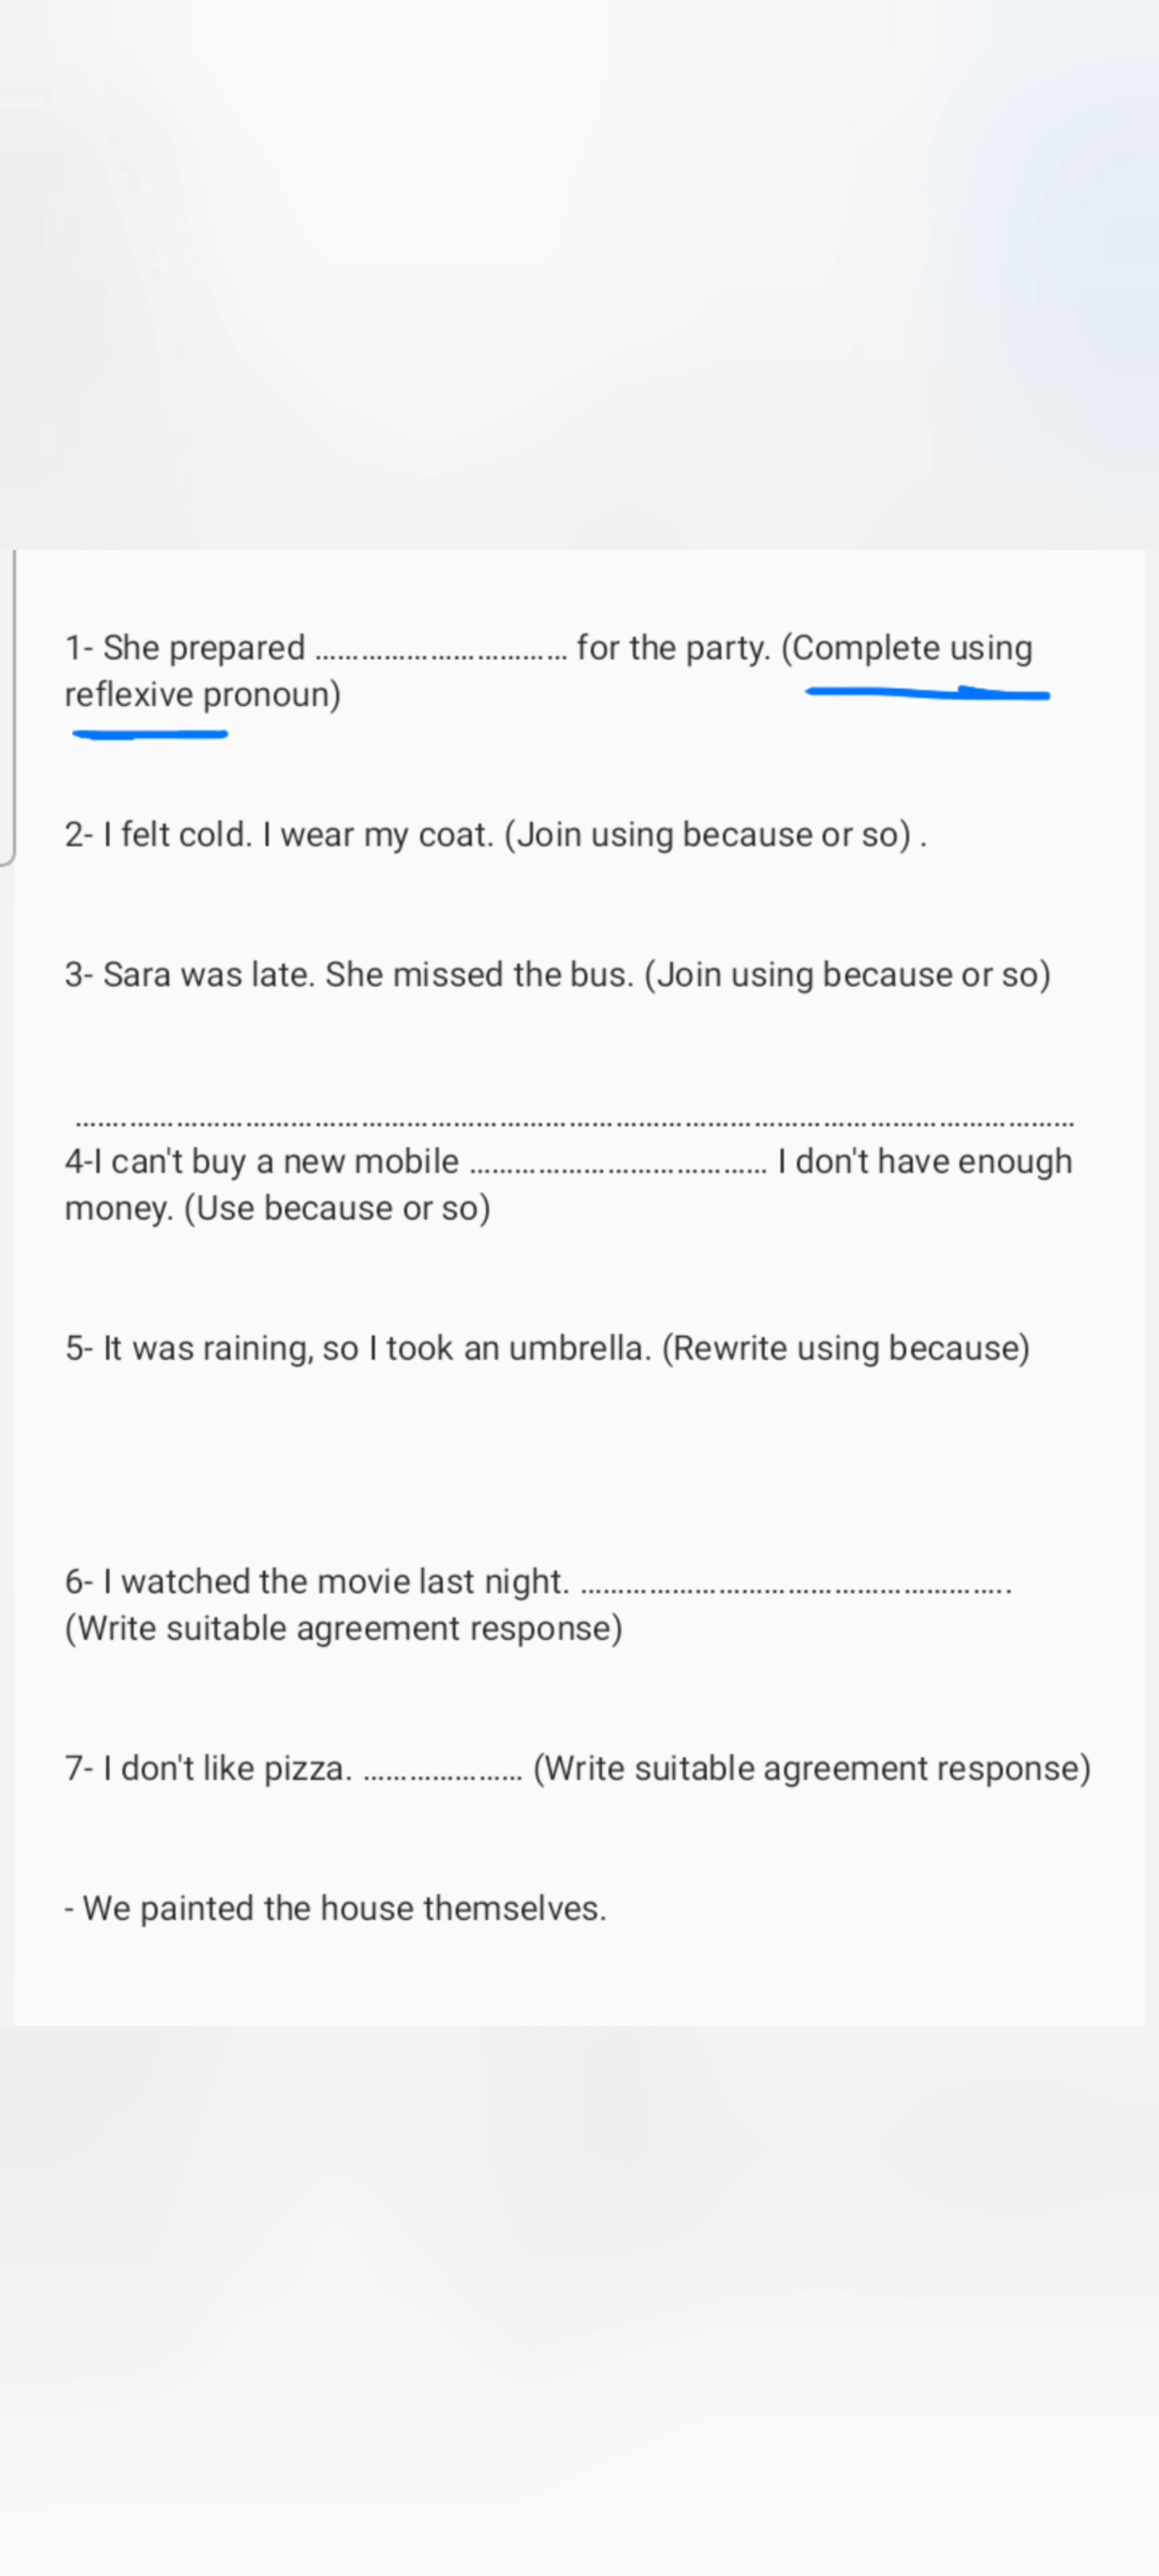 1- She prepared ................................ for the party. (Complete using
reflexive pronoun)
2- I felt cold. I wear my coat. (Join using because or so) .
3- Sara was late. She missed the bus. (Join using because or so)
................................................................................................................................
4-I can't buy a new mobile ..................................... I don't have enough
money. (Use because or so)
5- It was raining, so I took an umbrella. (Rewrite using because)
6- I watched the movie last night. ......................................................
(Write suitable agreement response)
7- I don't like pizza. .................... (Write suitable agreement response)
- We painted the house themselves.